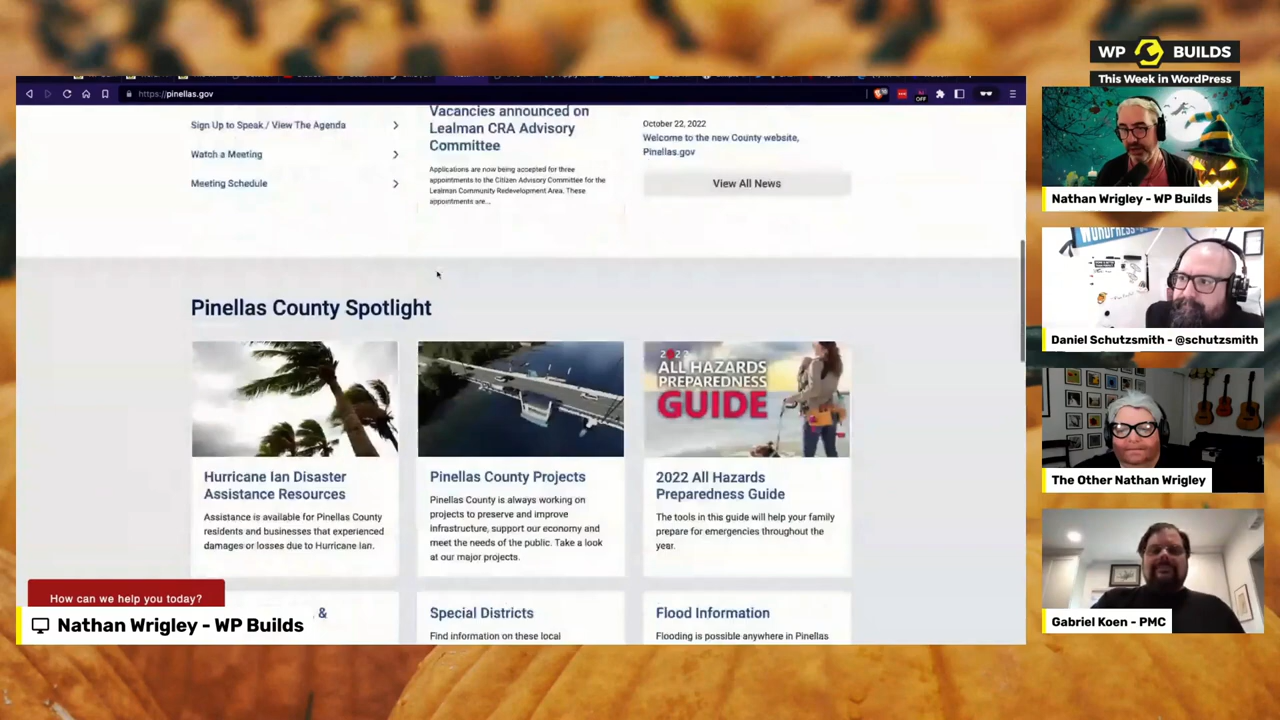 WP BUILDS
This Week in WordPress
https://pinellas.gov
OFF
Sign Up to Speak / View The Agenda
Watch a Meeting
Meeting Schedule
Vacancies announced on
Lealman CRA Advisory
Committee
Applications are now being accepted for three
appointments to the Citizen Advisory Committee for the
Lealman Community Redevelopment Area. These
appointments are...
October 22, 2022
Welcome to the new County website,
Pinellas.gov
View All News
Pinellas County Spotlight
2022
ALL HAZARDS
PREPAREDNESS
GUIDE
Hurricane Ian Disaster
Assistance Resources
Assistance is available for Pinellas County
residents and businesses that experienced
damages or losses due to Hurricane Ian.
Pinellas County Projects
Pinellas County is always working on
projects to preserve and improve
infrastructure, support our economy and
meet the needs of the public. Take a look
at our major projects.
2022 All Hazards
Preparedness Guide
The tools in this guide will help your family
prepare for emergencies throughout the
year.
How can we help you today?
&
Special Districts
Find information on these local
Flood Information
Flooding is possible anywhere in Pinellas
Nathan Wrigley - WP Builds
Nathan Wrigley - WP Builds
WORDPRESS
Daniel Schutzsmith - @schutzsmith
The Other Nathan Wrigley
Gabriel Koen - PMC